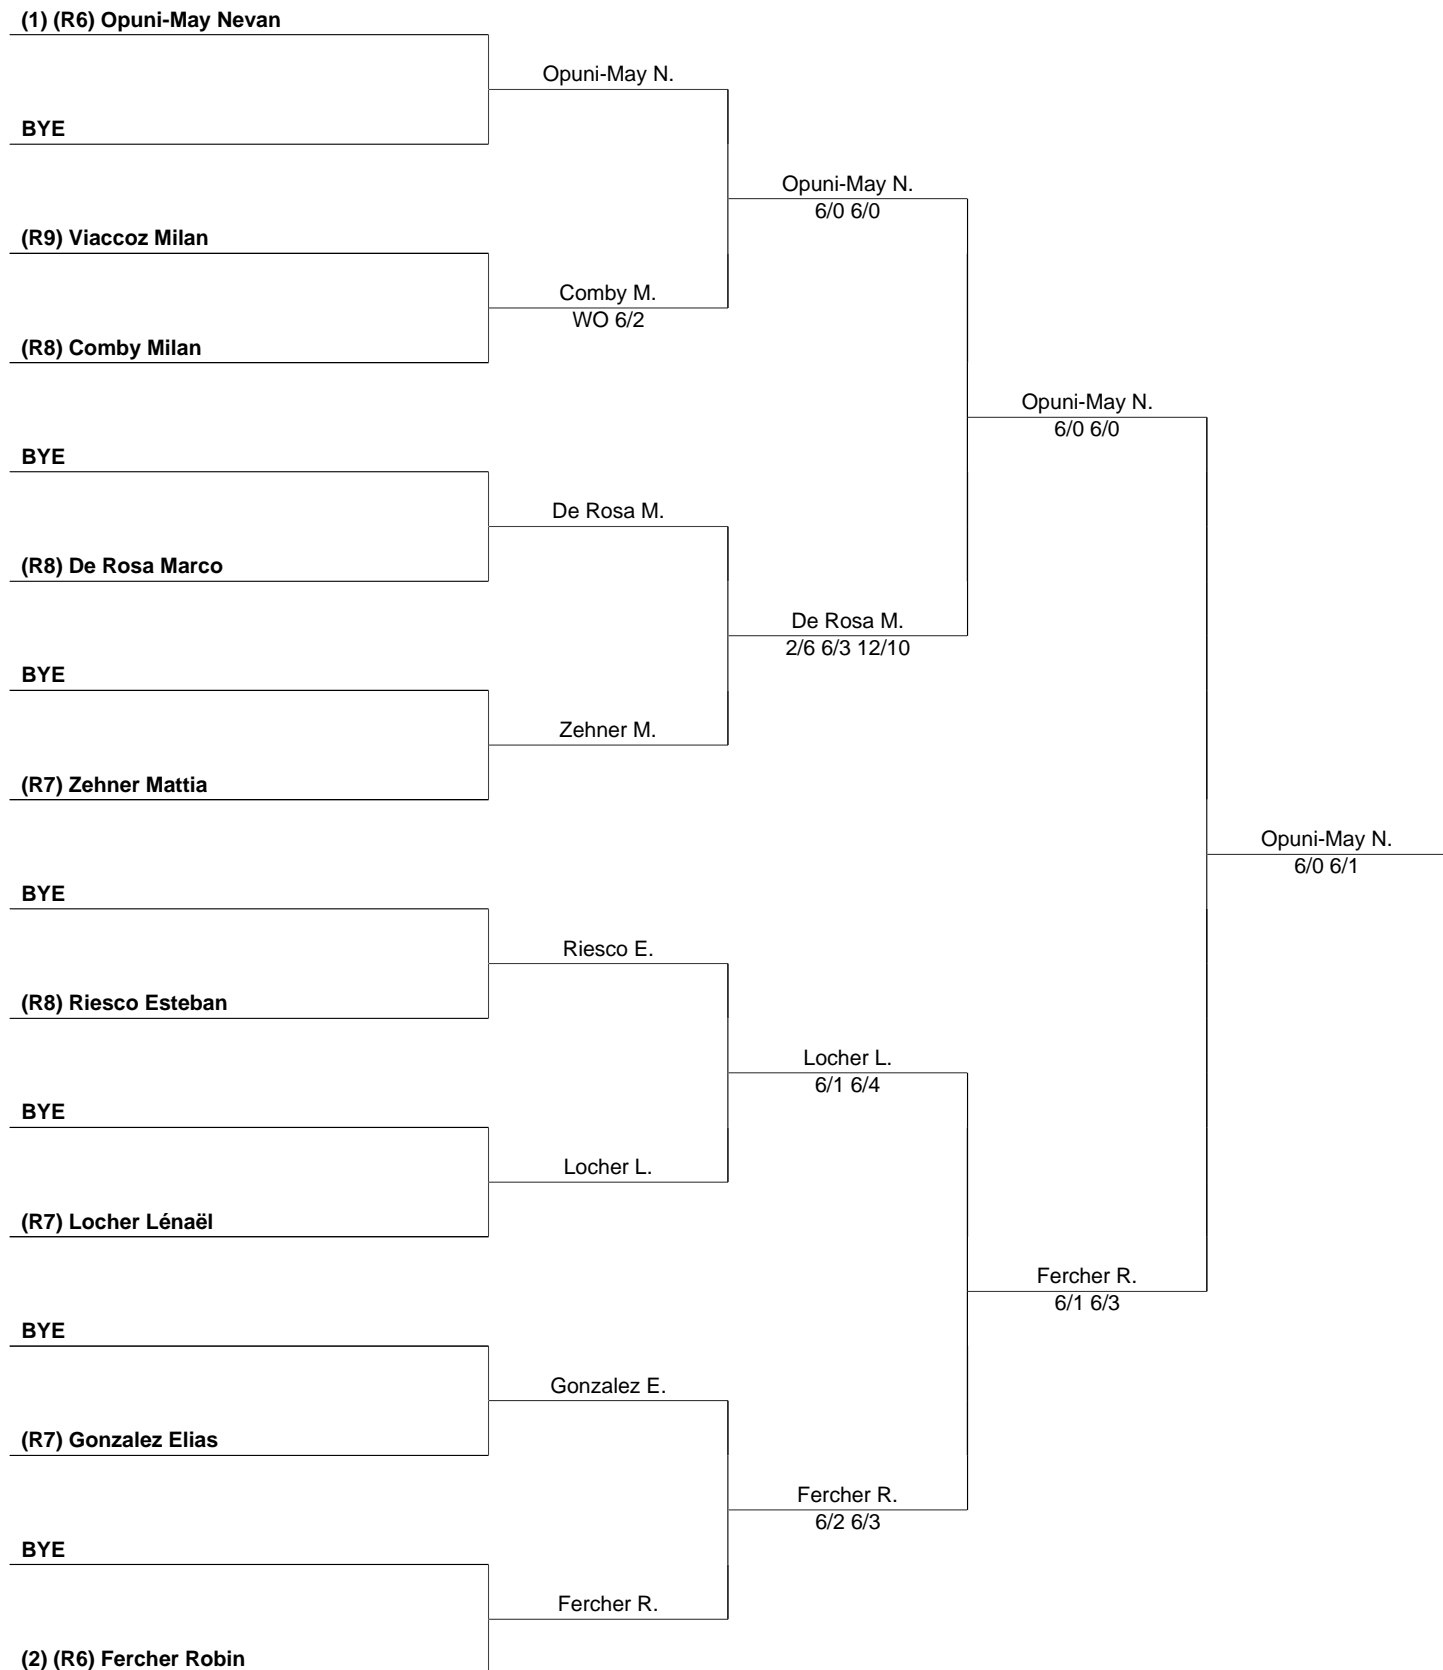 (1) (R6) Opuni-May Nevan
Opuni-May N.
BYE
Opuni-May N.
6/0 6/0
(R9) Viaccoz Milan
Comby M.
WO 6/2
(R8) Comby Milan
Opuni-May N.
6/0 6/0
BYE
De Rosa M.
(R8) De Rosa Marco
De Rosa M.
2/6 6/3 12/10
BYE
Zehner M.
(R7) Zehner Mattia
Opuni-May N.
6/0 6/1
BYE
Riesco E.
(R8) Riesco Esteban
Locher L.
6/1 6/4
BYE
Locher L.
(R7) Locher Lénaël
Fercher R.
6/1 6/3
BYE
Gonzalez E.
(R7) Gonzalez Elias
Fercher R.
6/2 6/3
BYE
Fercher R.
(2) (R6) Fercher Robin